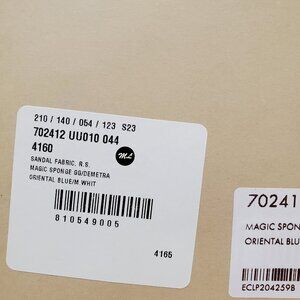 210 / 140 / 054 / 123 S23
702412 UU010 044
4160
ML
SANDAL FABRIC, R.S.
MAGIC SPONGE GG/DEMETRA
ORIENTAL BLUE/M WHIT
810549005
4165
70241
MAGIC SPON
ORIENTAL BLU
ECLP204259B